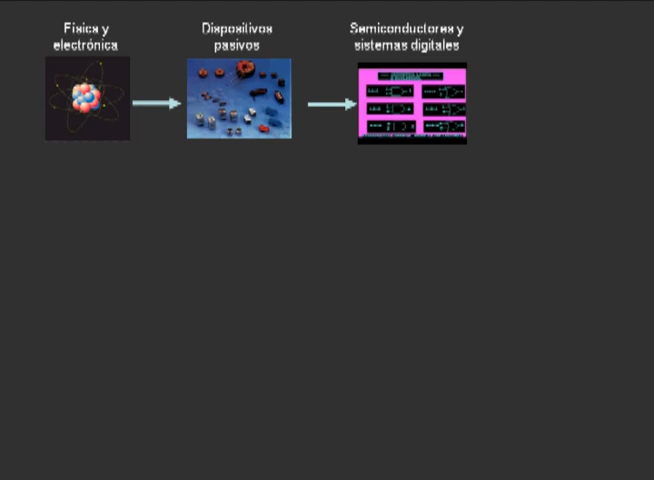 Física y
electrónica
Dispositivos
pasivos
Semiconductores y
sistemas digitales